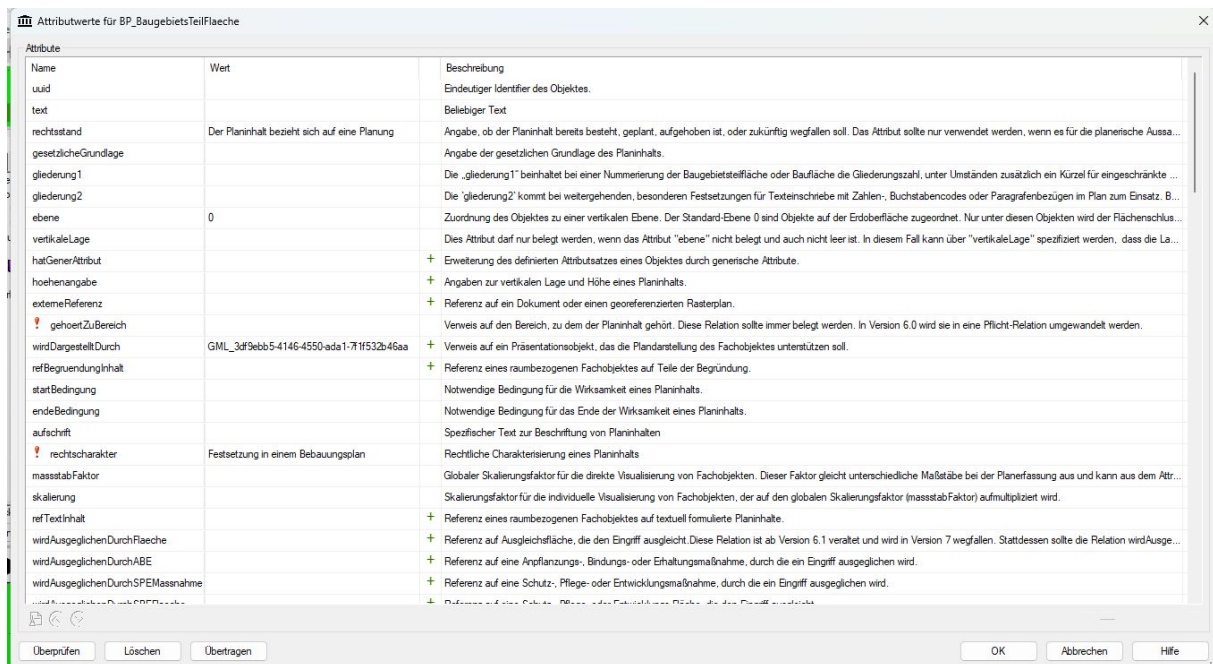 Attributwerte für BP_BaugebietsTeilFlaeche
Attribute
Name Wert Beschreibung
uuid Eindeutiger Identifier des Objektes.
text Beliebiger Text
rechtsstand Der Planinhalt bezieht sich auf eine Planung Angabe, ob der Planinhalt bereits besteht, geplant, aufgehoben ist, oder zukünftig wegfallen soll. Das Attribut sollte nur verwendet werden, wenn es für die planerische Aussa...
gesetzlicheGrundlage Angabe der gesetzlichen Grundlage des Planinhalts.
gliederung1 Die „gliederung1" beinhaltet bei einer Nummerierung der Baugebietsteilfläche oder Baufläche die Gliederungszahl, unter Umständen zusätzlich ein Kürzel für eingeschränkte ...
gliederung2 Die 'gliederung2' kommt bei weitergehenden, besonderen Festsetzungen für Texteinschriebe mit Zahlen-, Buchstabencodes oder Paragrafenbezügen im Plan zum Einsatz. B...
ebene 0 Zuordnung des Objektes zu einer vertikalen Ebene. Der Standard-Ebene 0 sind Objekte auf der Erdoberfläche zugeordnet. Nur unter diesen Objekten wird der Flächenschlus...
vertikaleLage Dies Attribut darf nur belegt werden, wenn das Attribut "ebene" nicht belegt und auch nicht leer ist. In diesem Fall kann über "vertikaleLage" spezifiziert werden, dass die La...
hatGenerAttribut + Erweiterung des definierten Attributsatzes eines Objektes durch generische Attribute.
hoehenangabe + Angaben zur vertikalen Lage und Höhe eines Planinhalts.
externeReferenz + Referenz auf ein Dokument oder einen georeferenzierten Rasterplan.
gehoertZuBereich Verweis auf den Bereich, zu dem der Planinhalt gehört. Diese Relation sollte immer belegt werden. In Version 6.0 wird sie in eine Pflicht-Relation umgewandelt werden.
wirdDargestelltDurch GML_3df9ebb5-4146-4550-ada1-7f1f532b46aa + Verweis auf ein Präsentationsobjekt, das die Plandarstellung des Fachobjektes unterstützen soll.
refBegruendungInhalt + Referenz eines raumbezogenen Fachobjektes auf Teile der Begründung.
startBedingung Notwendige Bedingung für die Wirksamkeit eines Planinhalts.
endeBedingung Notwendige Bedingung für das Ende der Wirksamkeit eines Planinhalts.
aufschrift Spezifischer Text zur Beschriftung von Planinhalten
rechtscharakter Festsetzung in einem Bebauungsplan Rechtliche Charakterisierung eines Planinhalts
massstabFaktor Globaler Skalierungsfaktor für die direkte Visualisierung von Fachobjekten. Dieser Faktor gleicht unterschiedliche Maßstäbe bei der Planerfassung aus und kann aus dem Attr...
skalierung Skalierungsfaktor für die individuelle Visualisierung von Fachobjekten, der auf den globalen Skalierungsfaktor (massstabFaktor) aufmultipliziert wird.
refTextInhalt + Referenz eines raumbezogenen Fachobjektes auf textuell formulierte Planinhalte.
wirdAusgeglichenDurchFlaeche + Referenz auf Ausgleichsfläche, die den Eingriff ausgleicht.Diese Relation ist ab Version 6.1 veraltet und wird in Version 7 wegfallen. Stattdessen sollte die Relation wirdAusge...
wirdAusgeglichenDurchABE + Referenz auf eine Anpflanzungs-, Bindungs- oder Erhaltungsmaßnahme, durch die ein Eingriff ausgeglichen wird.
wirdAusgeglichenDurchSPEMassnahme + Referenz auf eine Schutz-, Pflege- oder Entwicklungsmaßnahme, durch die ein Eingriff ausgeglichen wird.
wirdAusgeglichenDurchSPEFlaeche + Referenz auf eine Schutz-, Pflege- oder Entwicklungs-Fläche, die den Eingriff ausgleicht
Überprüfen Löschen Übertragen OK Abbrechen Hilfe